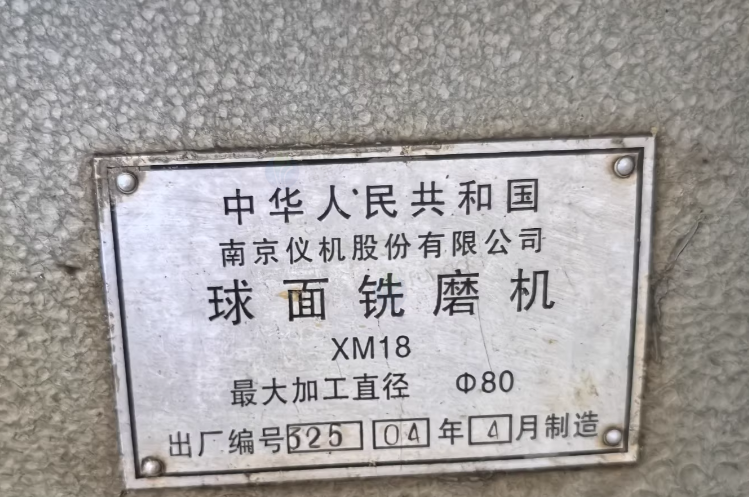 中华人民共和国
南京仪机股份有限公司
球面铣磨机
XM18
最大加工直径 Φ80
出厂编号325 04年4月制造